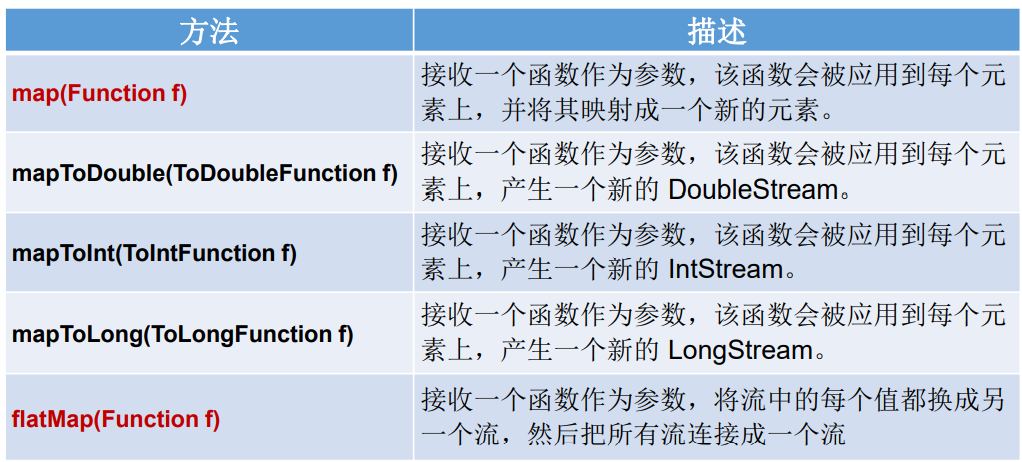 方法
描述
map(Function f)
接收一个函数作为参数，该函数会被应用到每个元
素上，并将其映射成一个新的元素。
mapToDouble(ToDoubleFunction f)
接收一个函数作为参数，该函数会被应用到每个元
素上，产生一个新的 DoubleStream。
mapToInt(ToIntFunction f)
接收一个函数作为参数，该函数会被应用到每个元
素上，产生一个新的 IntStream。
mapToLong(ToLongFunction f)
接收一个函数作为参数，该函数会被应用到每个元
素上，产生一个新的 LongStream。
flatMap(Function f)
接收一个函数作为参数，将流中的每个值都换成另
一个流，然后把所有流连接成一个流